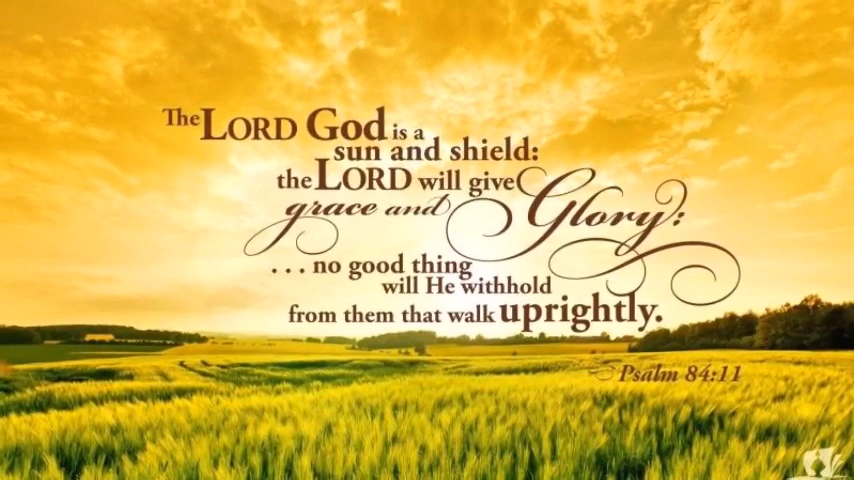 The LORD God is a
sun and shield:
the LORD will give
grace and Glory:
...no good thing
will He withhold
from them that walk uprightly.
Psalm 84:11